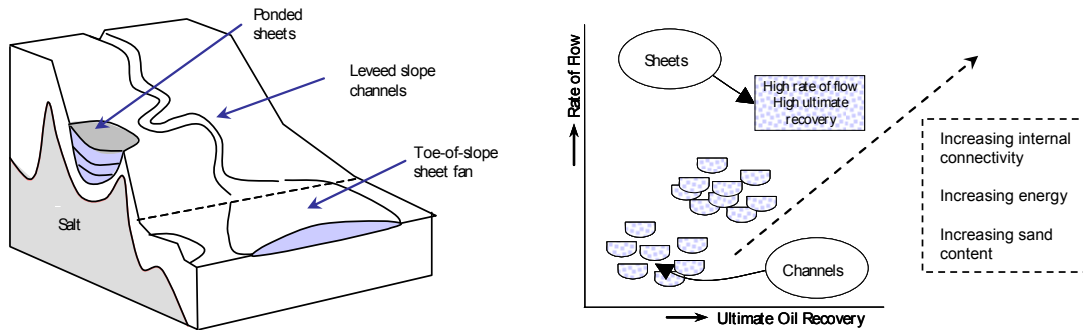 Ponded
sheets
Leveed slope
channels
Toe-of-slope
sheet fan
Salt
Rate of Flow
Sheets
High rate of flow
High ultimate
recovery
Channels
Ultimate Oil Recovery
Increasing internal
connectivity
Increasing energy
Increasing sand
content